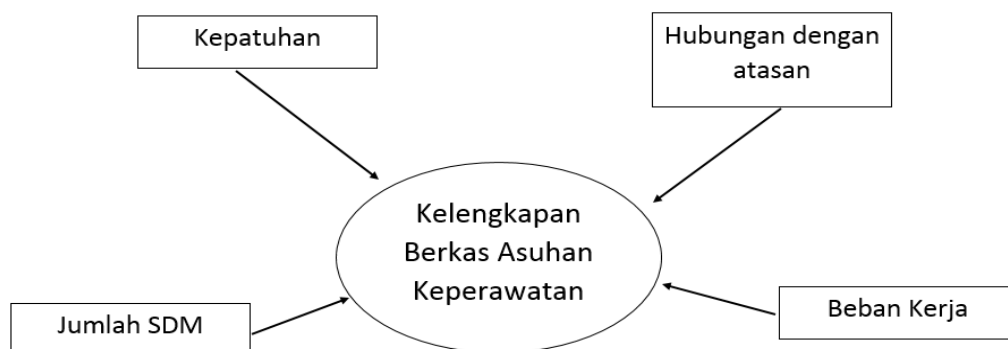 Kepatuhan
Hubungan dengan
atasan
Kelengkapan
Berkas Asuhan
Keperawatan
Jumlah SDM
Beban Kerja